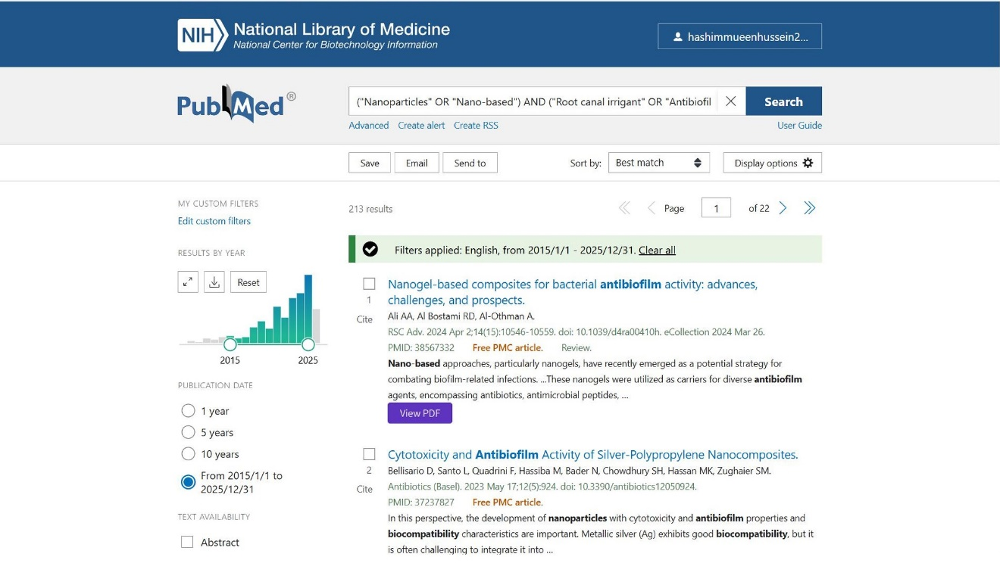 NIH National Library of Medicine
National Center for Biotechnology Information
hashimmueenhussein2...
PubMed®
("Nanoparticles" OR "Nano-based") AND ("Root canal irrigant" OR "Antibiofil
Search
Advanced Create alert Create RSS
User Guide
Save Email Send to
Sort by: Best match
Display options
MY CUSTOM FILTERS
Edit custom filters
RESULTS BY YEAR
Reset
2015 2025
PUBLICATION DATE
1 year
5 years
10 years
From 2015/1/1 to
2025/12/31
TEXT AVAILABILITY
Abstract
213 results
Page 1 of 22
Filters applied: English, from 2015/1/1 - 2025/12/31. Clear all
Nanogel-based composites for bacterial antibiofilm activity: advances,
challenges, and prospects.
1
Cite
Ali AA, Al Bostami RD, Al-Othman A.
RSC Adv. 2024 Apr 2;14(15):10546-10559. doi: 10.1039/d4ra00410h. eCollection 2024 Mar 26.
PMID: 38567332 Free PMC article. Review.
Nano-based approaches, particularly nanogels, have recently emerged as a potential strategy for
combating biofilm-related infections. ...These nanogels were utilized as carriers for diverse antibiofilm
agents, encompassing antibiotics, antimicrobial peptides, ...
View PDF
Cytotoxicity and Antibiofilm Activity of Silver-Polypropylene Nanocomposites.
2
Cite
Bellisario D, Santo L, Quadrini F, Hassiba M, Bader N, Chowdhury SH, Hassan MK, Zughaier SM.
Antibiotics (Basel). 2023 May 17;12(5):924. doi: 10.3390/antibiotics12050924.
PMID: 37237827 Free PMC article.
In this perspective, the development of nanoparticles with cytotoxicity and antibiofilm properties and
biocompatibility characteristics are important. Metallic silver (Ag) exhibits good biocompatibility, but it
is often challenging to integrate it into ...